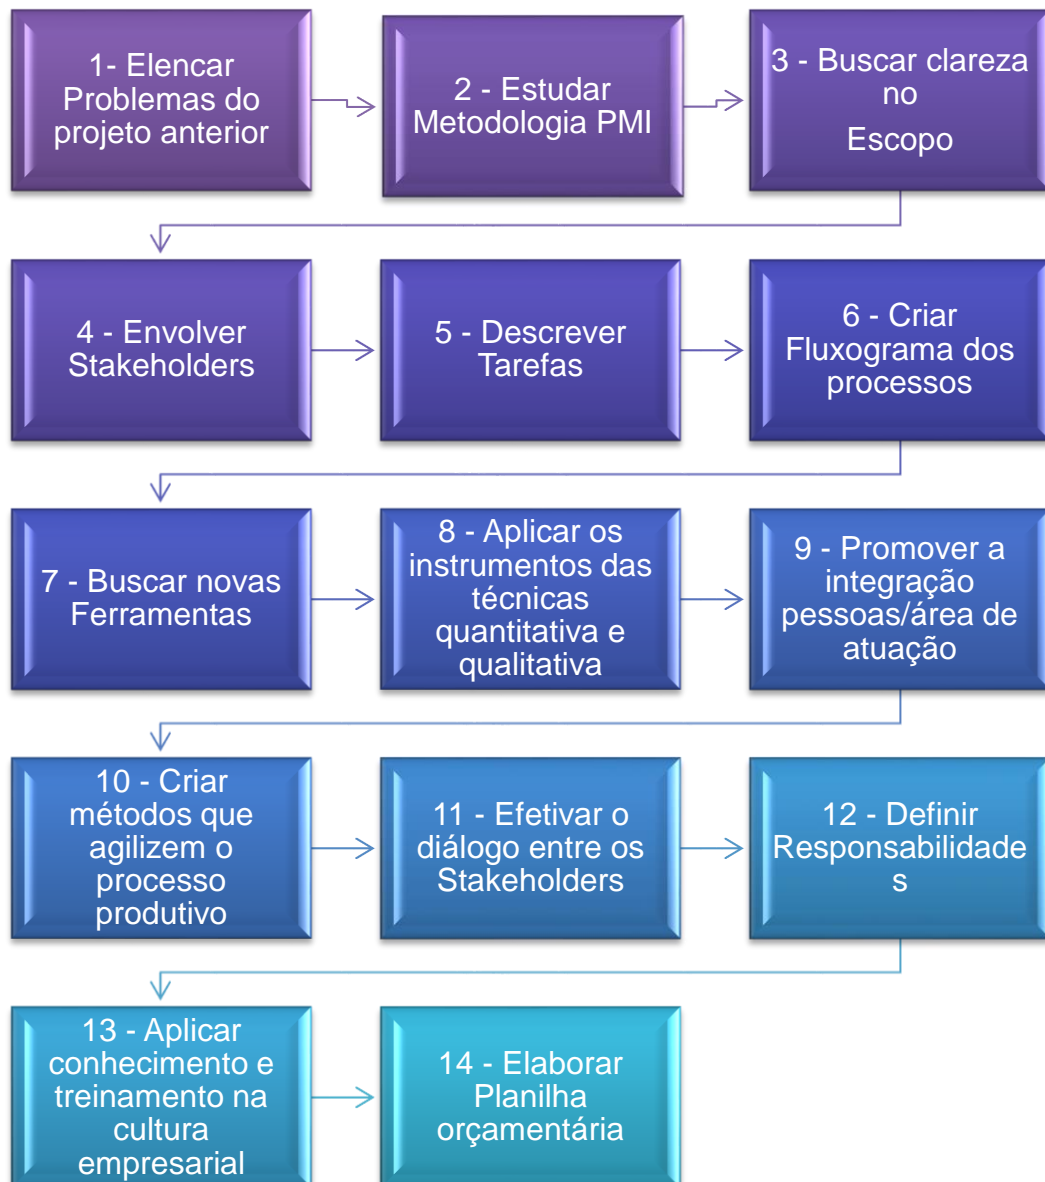 1- Elencar
Problemas do
projeto anterior
2 - Estudar
Metodologia PMI
3 - Buscar clareza
no
Escopo
4 - Envolver
Stakeholders
5 - Descrever
Tarefas
6 - Criar
Fluxograma dos
processos
7 - Buscar novas
Ferramentas
8 - Aplicar os
instrumentos das
técnicas
quantitativa e
qualitativa
9 - Promover a
integração
pessoas/área de
atuação
10 - Criar
métodos que
agilizem o
processo
produtivo
11 - Efetivar o
diálogo entre os
Stakeholders
12 - Definir
Responsabilidade
s
13 - Aplicar
conhecimento e
treinamento na
cultura
empresarial
14 - Elaborar
Planilha
orçamentária